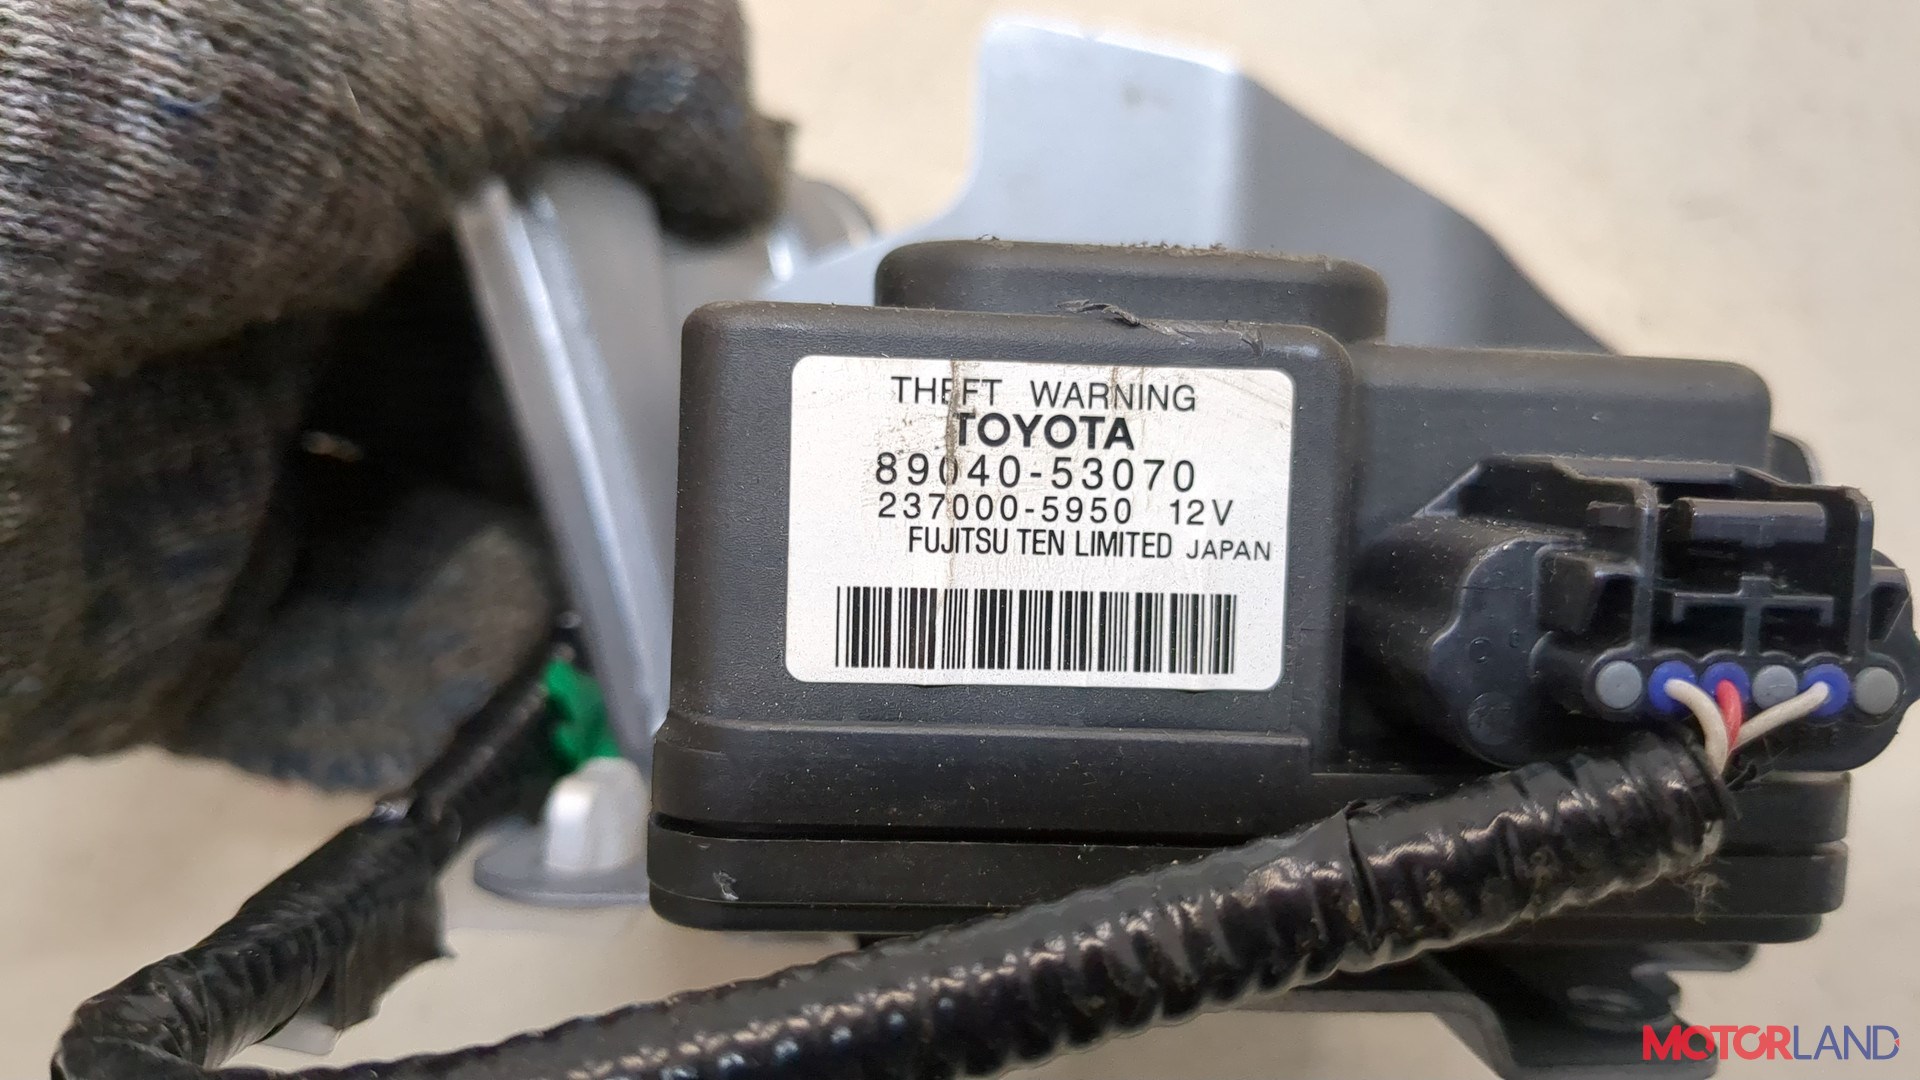 THEFT WARNING
TOYOTA
89040-53070
237000-5950 12V
FUJITSU TEN LIMITED JAPAN
MOTORLAND